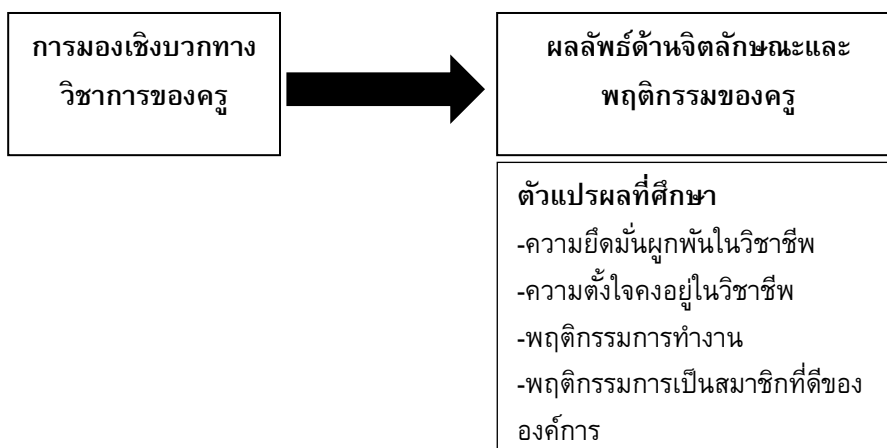 การมองเชิงบวกทาง
วิชาการของครู
ผลลัพธ์ด้านจิตลักษณะและ
พฤติกรรมของครู
ตัวแปรผลที่ศึกษา
-ความยึดมั่นผูกพันในวิชาชีพ
-ความตั้งใจคงอยู่ในวิชาชีพ
-พฤติกรรมการทำงาน
-พฤติกรรมการเป็นสมาชิกที่ดีของ
องค์การ